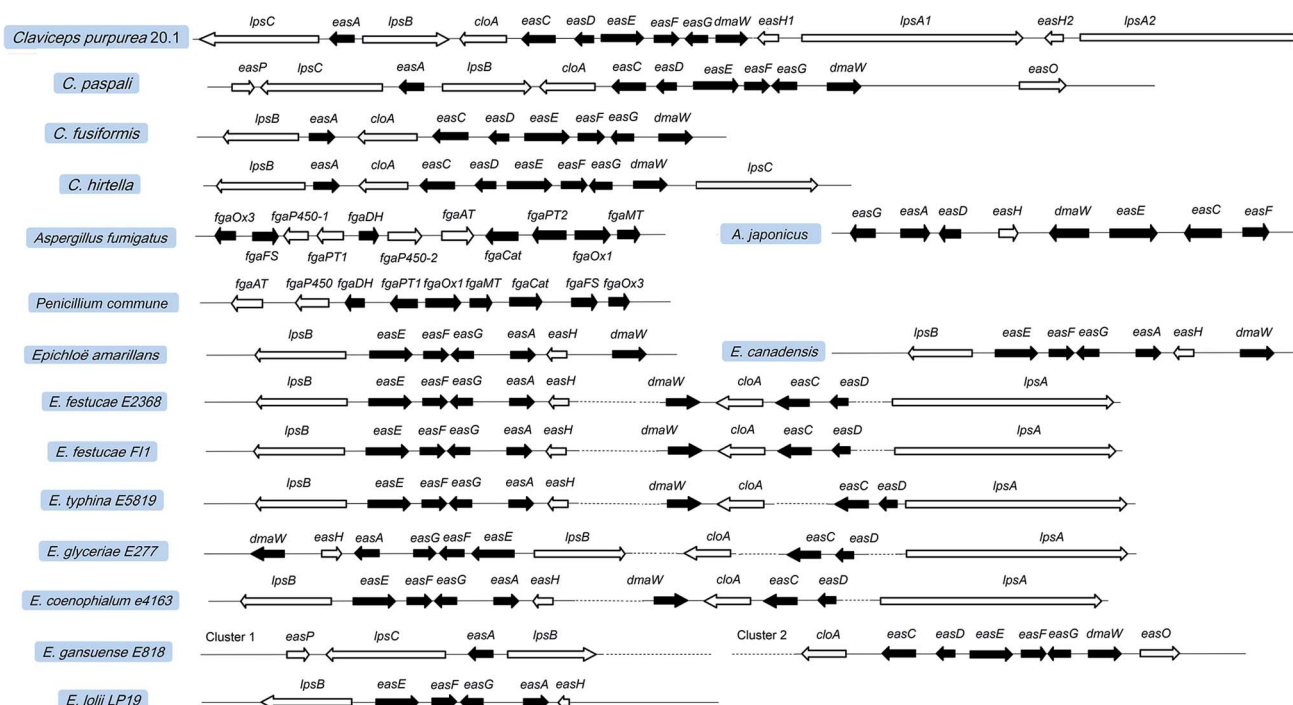 lpsC easA lpsB cloA easC easD easE easF easG dmaW easH1 lpsA1 easH2 lpsA2
Claviceps purpurea 20.1
easP lpsC easA lpsB cloA easC easD easE easF easG dmaW easO
C. paspali
lpsB easA cloA easC easD easE easF easG dmaW
C. fusiformis
lpsB easA cloA easC easD easE easF easG dmaW lpsC
C. hirtella
fgaOx3 fgaP450-1 fgaDH fgaAT fgaPT2 fgaMT easG easA easD easH dmaW easE easC easF
Aspergillus fumigatus A. japonicus
fgaFS fgaPT1 fgaP450-2 fgaCat fgaOx1
fgaAT fgaP450 fgaDH fgaPT1 fgaOx1 fgaMT fgaCat fgaFS fgaOx3
Penicillium commune
lpsB easE easF easG easA easH dmaW lpsB easE easF easG easA easH dmaW
Epichloë amarillans E. canadensis
lpsB easE easF easG easA easH dmaW cloA easC easD lpsA
E. festucae E2368
lpsB easE easF easG easA easH dmaW cloA easC easD lpsA
E. festucae Fl1
lpsB easE easF easG easA easH dmaW cloA easC easD lpsA
E. typhina E5819
dmaW easH easA easG easF easE lpsB cloA easC easD lpsA
E. glyceriae E277
lpsB easE easF easG easA easH dmaW cloA easC easD lpsA
E. coenophialum e4163
Cluster 1 easP lpsC easA lpsB Cluster 2 cloA easC easD easE easF easG dmaW easO
E. gansuense E818
lpsB easE easF easG easA easH
E. lolii LP19